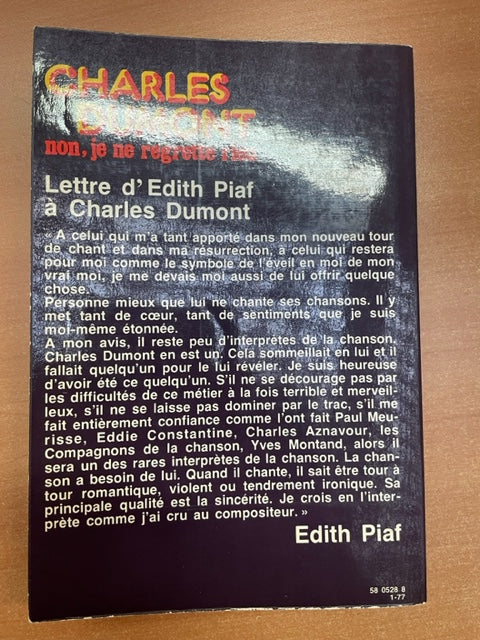 CHARLES
DUMONT
non, je ne regrette rien
Lettre d'Edith Piaf
à Charles Dumont
« A celui qui m'a tant apporté dans mon nouveau tour
de chant et dans ma résurrection, à celui qui restera
pour moi comme le symbole de l'éveil en moi de mon
vrai moi, je me devais moi aussi de lui offrir quelque
chose.
Personne mieux que lui ne chante ses chansons. Il y
met tant de cœur, tant de sentiments que je suis
moi-même étonnée.
A mon avis, il reste peu d'interprètes de la chanson.
Charles Dumont en est un. Cela sommeillait en lui et il
fallait quelqu'un pour le lui révéler. Je suis heureuse
d'avoir été ce quelqu'un. S'il ne se décourage pas par
les difficultés de ce métier à la fois terrible et merveil-
leux, s'il ne se laisse pas dominer par le trac, s'il me
fait entièrement confiance comme l'ont fait Paul Meu-
risse, Eddie Constantine, Charles Aznavour, les
Compagnons de la chanson, Yves Montand, alors il
sera un des rares interprètes de la chanson. La chan-
son a besoin de lui. Quand il chante, il sait être tour à
tour romantique, violent ou tendrement ironique. Sa
principale qualité est la sincérité. Je crois en l'inter-
prète comme j'ai cru au compositeur. »
Edith Piaf
58 0528 8
1-77